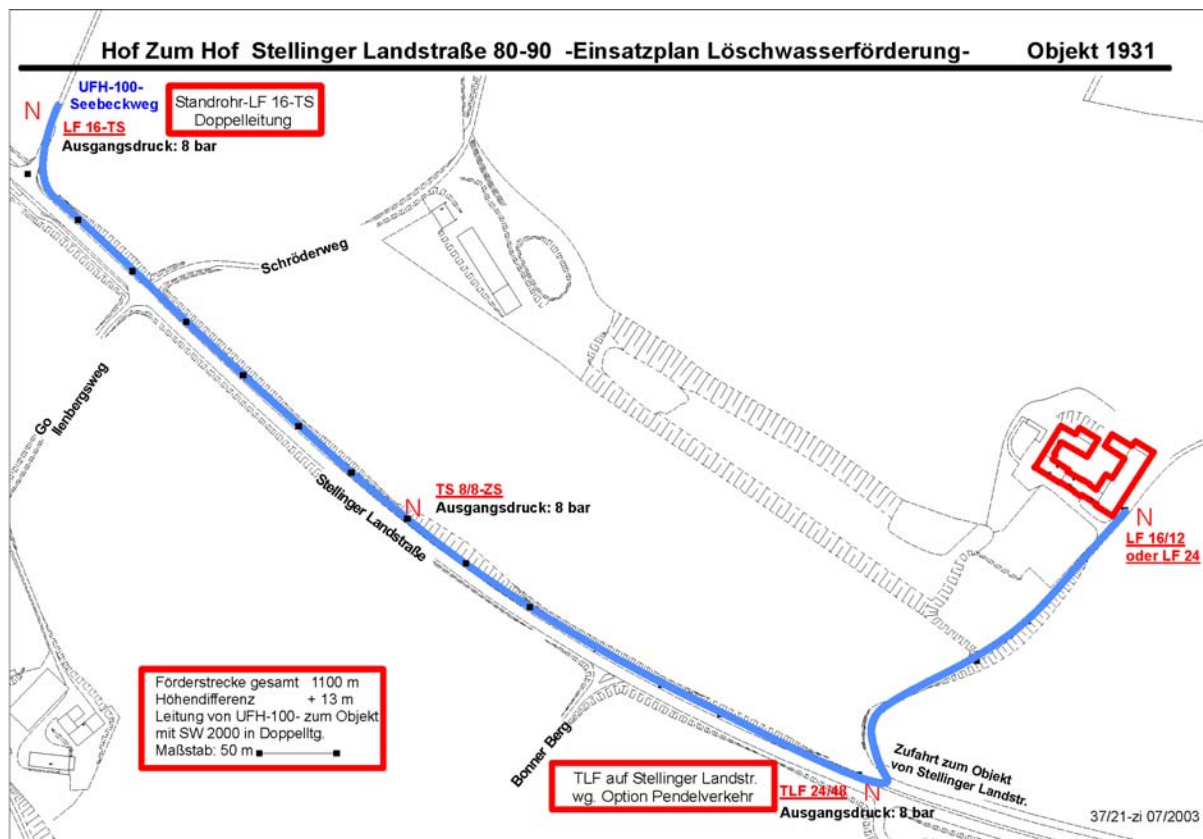 Hof Zum Hof Stellinger Landstraße 80-90 -Einsatzplan Löschwasserförderung- Objekt 1931
UFH-100-
Seebeckweg
N
LF 16-TS
Ausgangsdruck: 8 bar
Standrohr-LF 16-TS
Doppelleitung
Schröderweg
Go
llenbergsweg
Stellinger Landstraße
TS 8/8-ZS
N
Ausgangsdruck: 8 bar
N
LF 16/12
oder LF 24
Förderstrecke gesamt 1100 m
Höhendifferenz + 13 m
Leitung von UFH-100- zum Objekt
mit SW 2000 in Doppelltg.
Maßstab: 50 m
Bonner Berg
TLF auf Stellinger Landstr.
wg. Option Pendelverkehr
TLF 24/48
N
Ausgangsdruck: 8 bar
Zufahrt zum Objekt
von Stellinger Landstr.
37/21-zi 07/2003